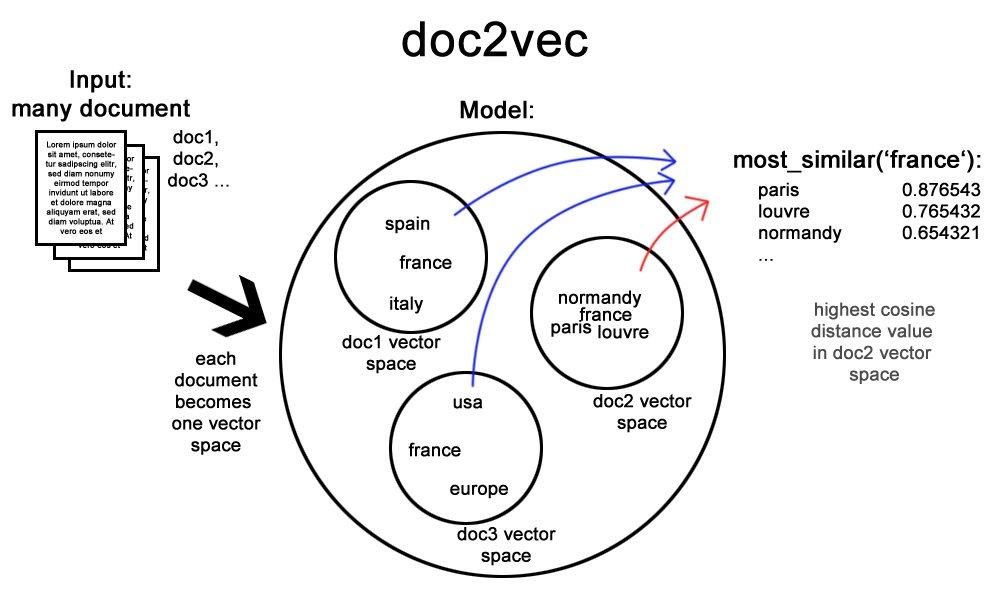 doc2vec
Input:
many document
doc1,
doc2,
doc3 ...
Lorem ipsum dolor
sit amet, consete-
tur sadipscing elitr,
sed diam nonumy
eirmod tempor
invidunt ut labore
et dolore magna
aliquyam erat, sed
diam voluptua. At
vero eos et
each
document
becomes
one vector
space
Model:
spain
france
italy
doc1 vector
space
normandy
france
paris louvre
doc2 vector
space
usa
france
europe
doc3 vector
space
most_similar(‘france‘):
paris 0.876543
louvre 0.765432
normandy 0.654321
...
highest cosine
distance value
in doc2 vector
space